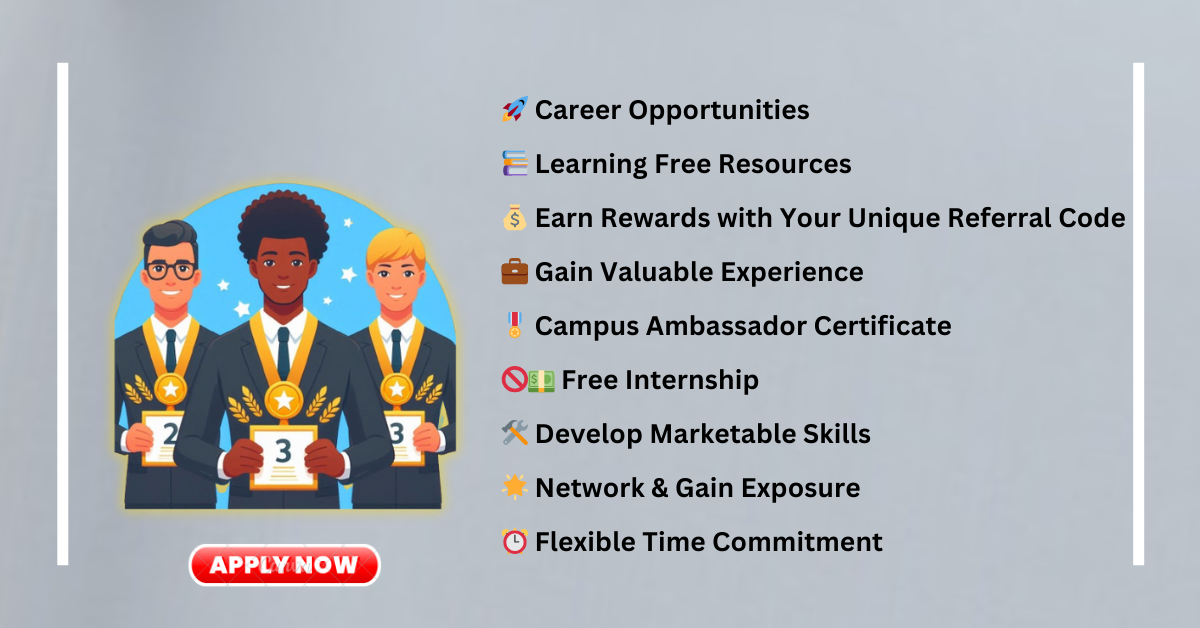 🚀 Career Opportunities
📚 Learning Free Resources
💰 Earn Rewards with Your Unique Referral Code
💼 Gain Valuable Experience
🎖️ Campus Ambassador Certificate
🚫💵 Free Internship
🛠️ Develop Marketable Skills
🌟 Network & Gain Exposure
⏰ Flexible Time Commitment
2
3
3
APPLY NOW